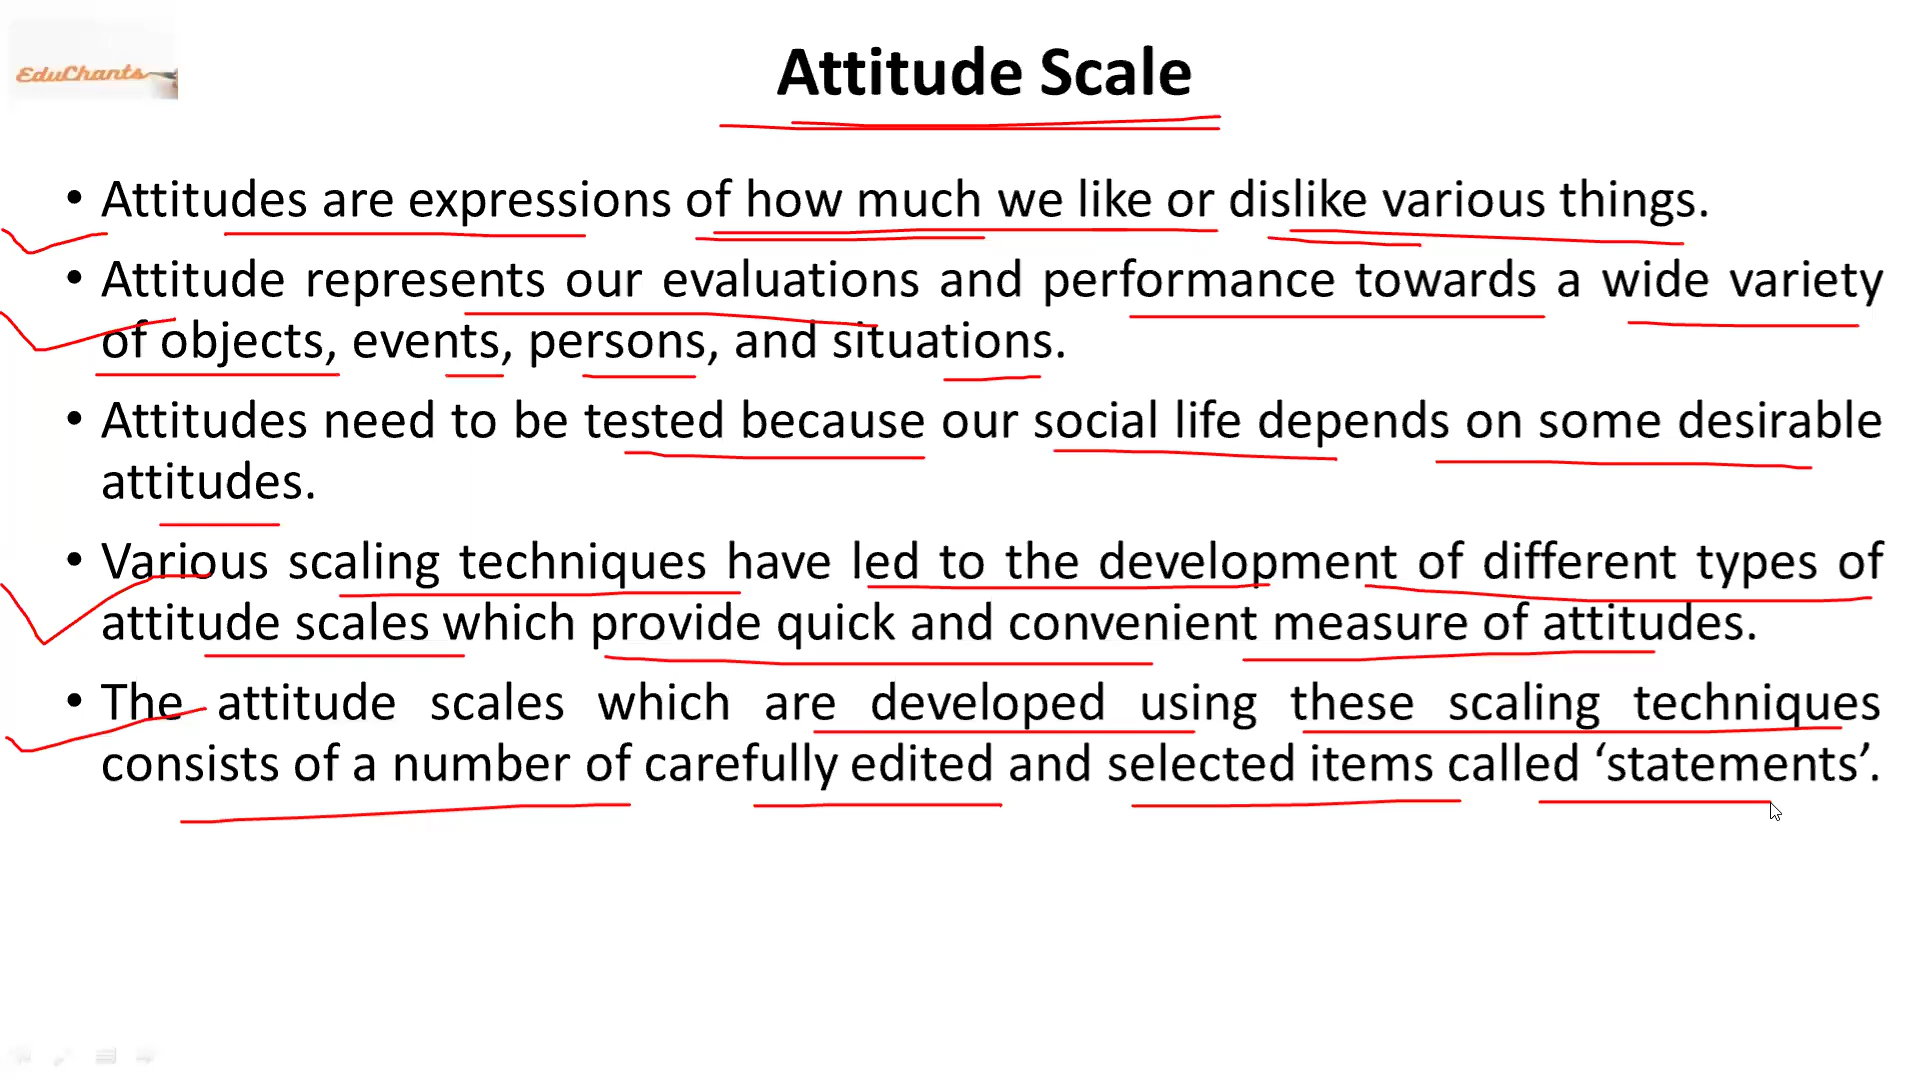 EduChants
Attitude Scale
• Attitudes are expressions of how much we like or dislike various things.
• Attitude represents our evaluations and performance towards a wide variety
of objects, events, persons, and situations.
• Attitudes need to be tested because our social life depends on some desirable
attitudes.
• Various scaling techniques have led to the development of different types of
attitude scales which provide quick and convenient measure of attitudes.
• The attitude scales which are developed using these scaling techniques
consists of a number of carefully edited and selected items called ‘statements’.